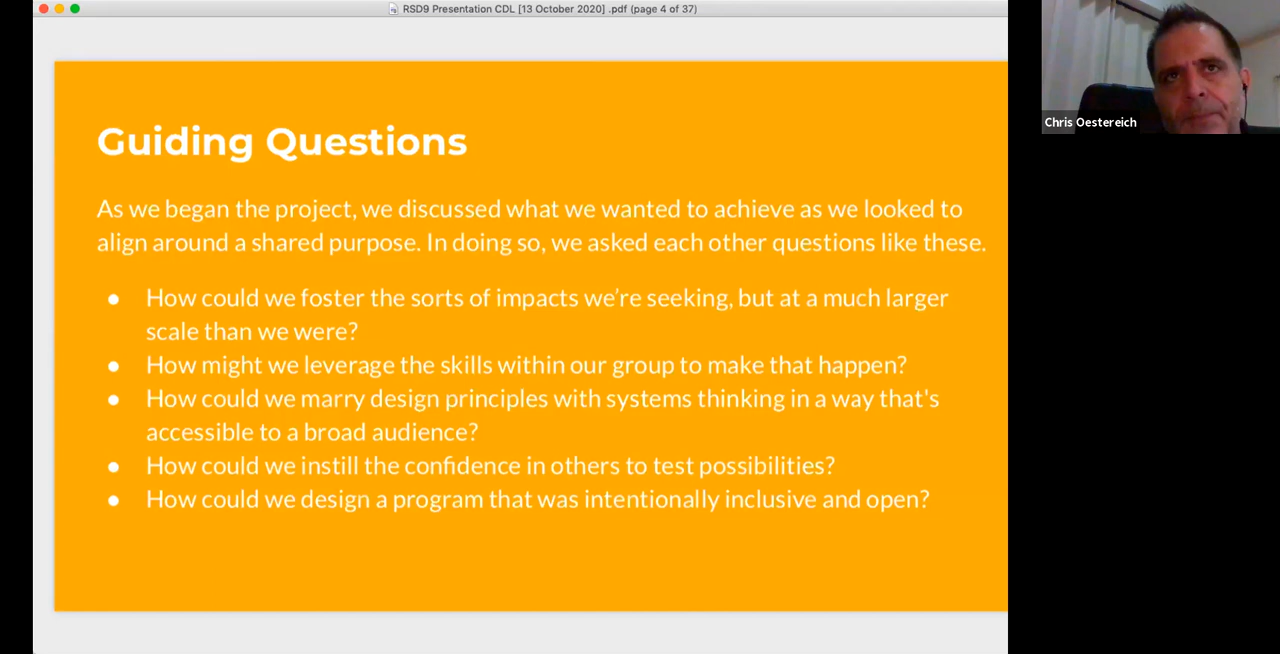 RSD9 Presentation CDL [13 October 2020] .pdf (page 4 of 37)
Guiding Questions
As we began the project, we discussed what we wanted to achieve as we looked to
align around a shared purpose. In doing so, we asked each other questions like these.
● How could we foster the sorts of impacts we’re seeking, but at a much larger
scale than we were?
● How might we leverage the skills within our group to make that happen?
● How could we marry design principles with systems thinking in a way that's
accessible to a broad audience?
● How could we instill the confidence in others to test possibilities?
● How could we design a program that was intentionally inclusive and open?
Chris Oestereich